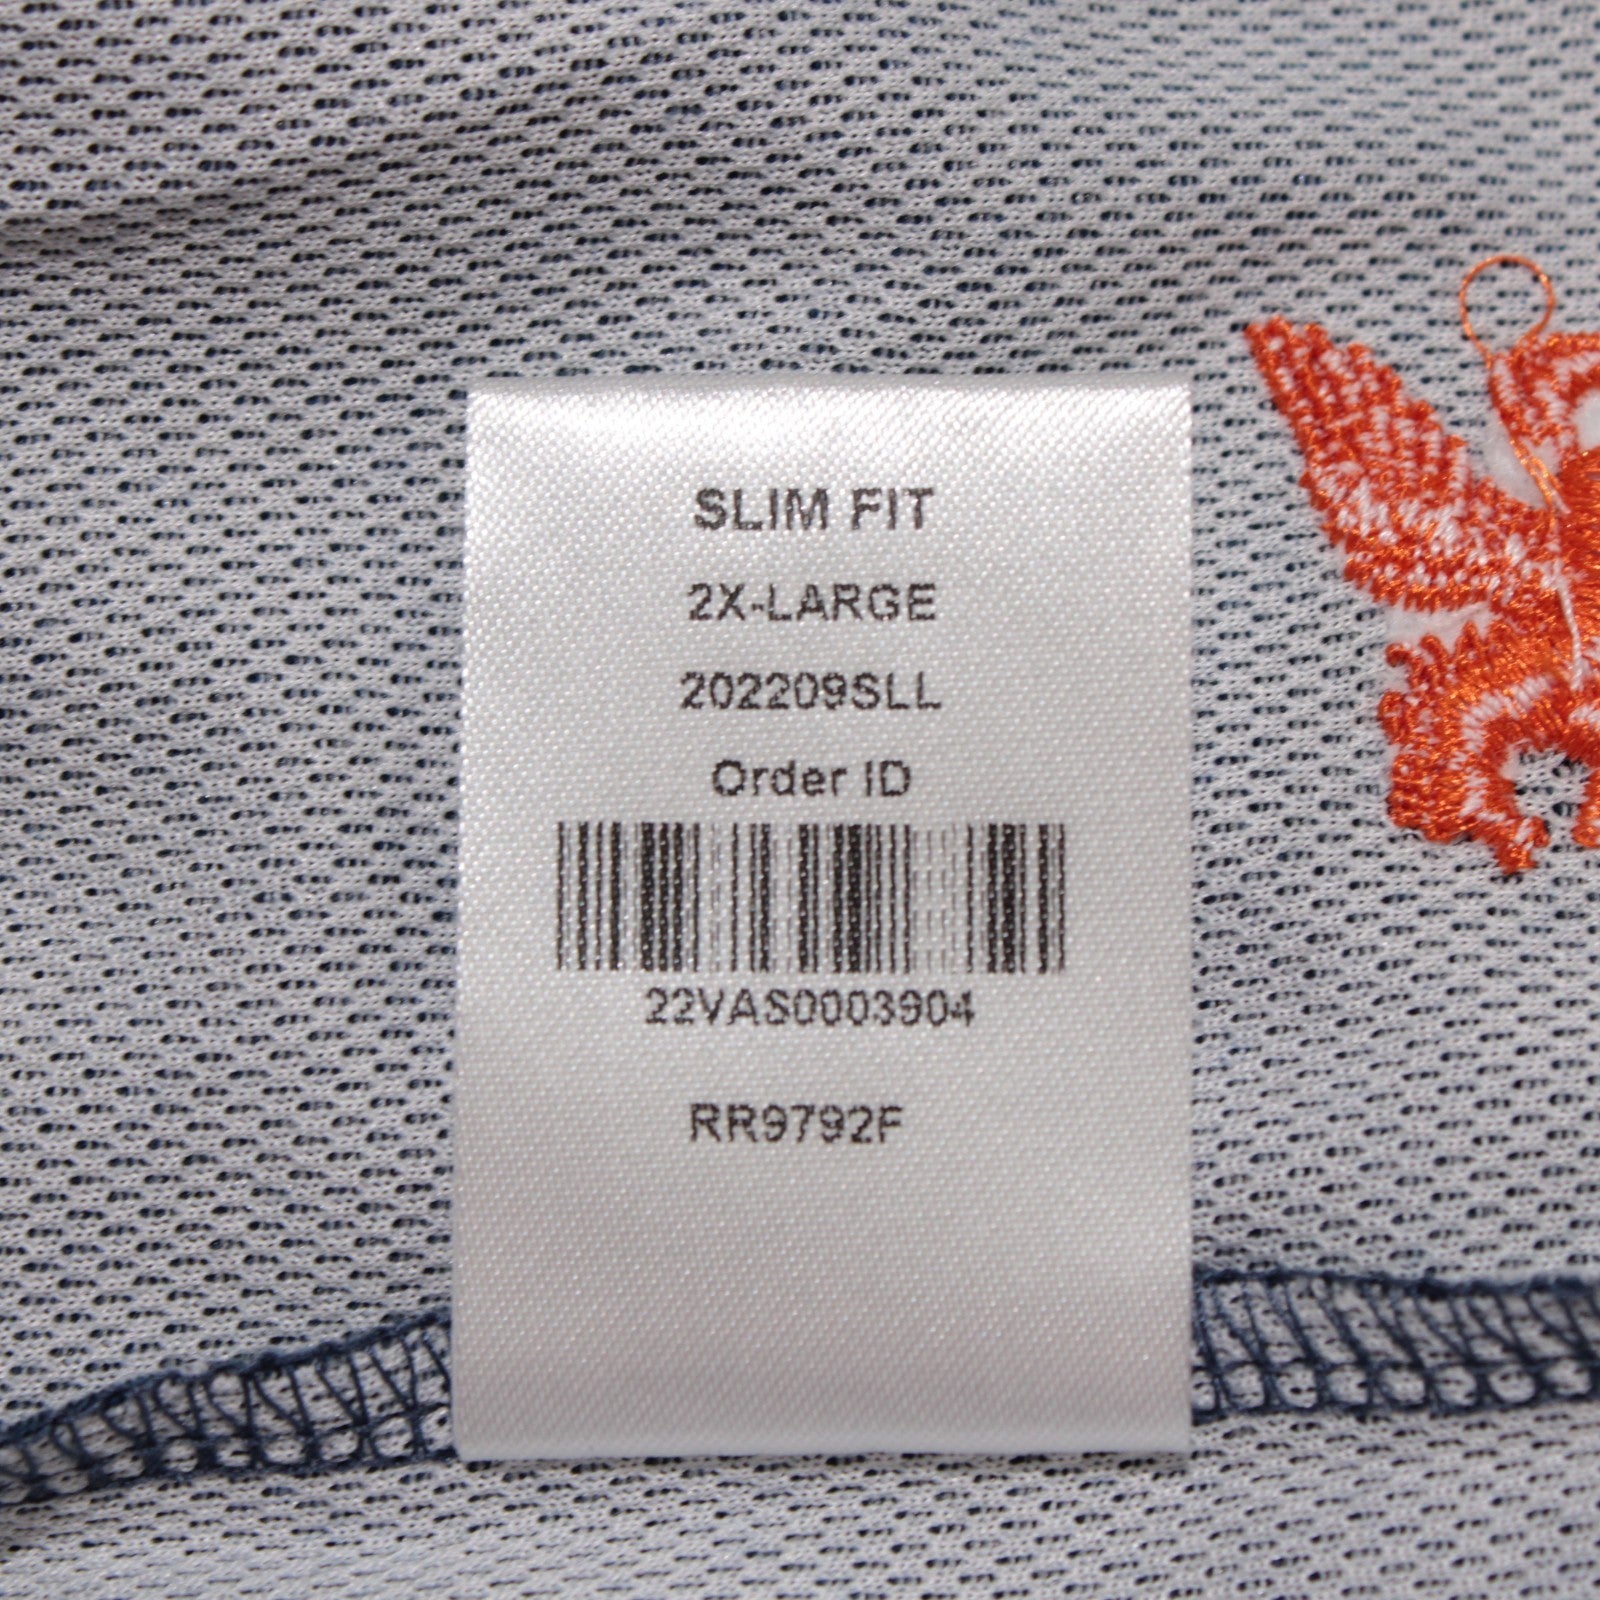 SLIM FIT
2X-LARGE
202209SLL
Order ID
22VAS0003904
RR9792F